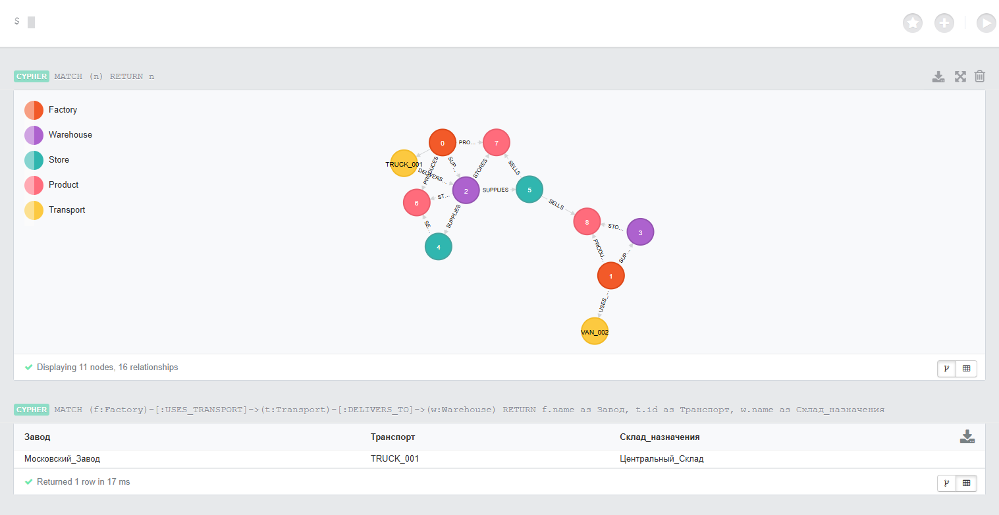 $
CYPHER MATCH (n) RETURN n
Factory
Warehouse
Store
Product
Transport
0
PRO...
7
TRUCK_001
PRODUCES
SUP...
STORES
SELLS
DELIVERS...
2
SUPPLIES
5
6
ST...
SELLS
SE...
SUPPLIES
8
STO...
3
4
PRODU...
SUP...
1
USES...
VAN_002
Displaying 11 nodes, 16 relationships
CYPHER MATCH (f:Factory)-[:USES_TRANSPORT]->(t:Transport)-[:DELIVERS_TO]->(w:Warehouse) RETURN f.name as Завод, t.id as Транспорт, w.name as Склад_назначения
Завод Транспорт Склад_назначения
Московский_Завод TRUCK_001 Центральный_Склад
Returned 1 row in 17 ms